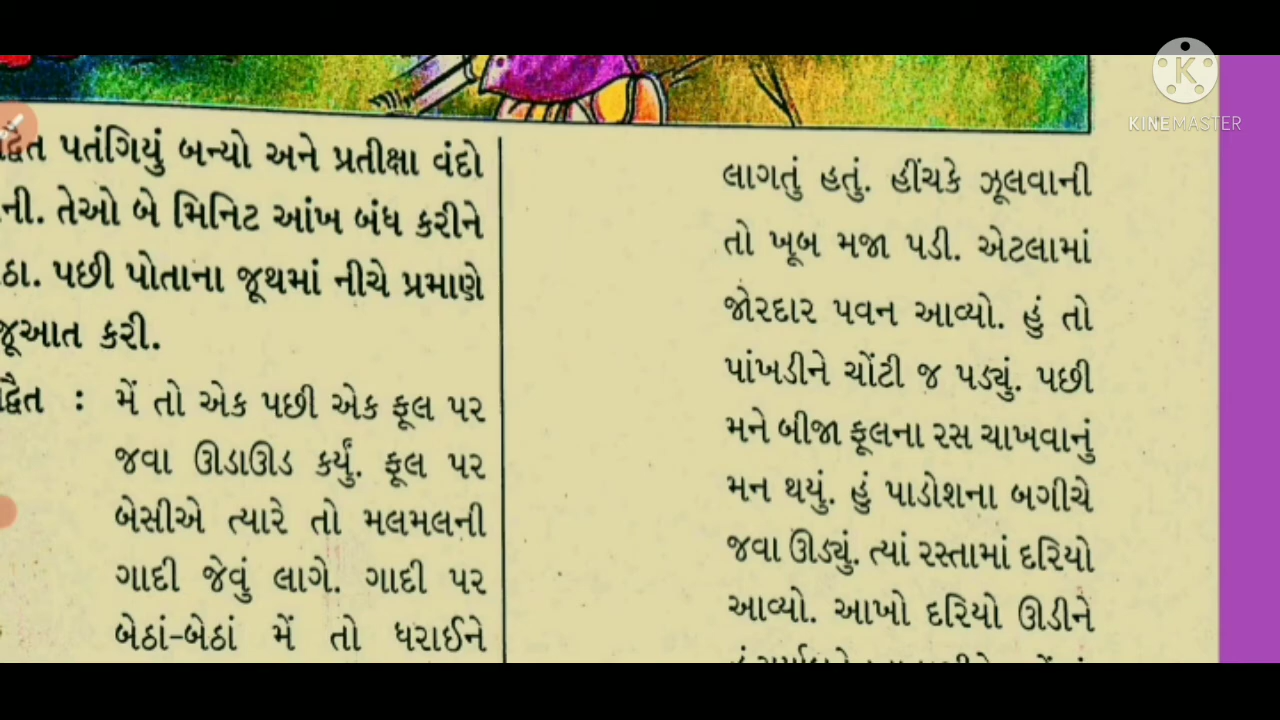 પતંગિયું બન્યો અને પ્રતીક્ષા વંદો
બની. તેઓ બે મિનિટ આંખ બંધ કરીને
પછી પોતાના જૂથમાં નીચે પ્રમાણે
કરી.
: મેં તો એક પછી એક ફૂલ પર
જવા ઊડાઊડ કર્યું. ફૂલ પર
બેસીએ ત્યારે તો મલમલની
ગાદી જેવું લાગે. ગાદી પર
બેઠાં-બેઠાં મેં તો ધરાઈને
લાગતું હતું. હીંચકે ઝૂલવાની
તો ખૂબ મજા પડી. એટલામાં
જોરદાર પવન આવ્યો. હું તો
પાંખડીને ચોંટી જ પડ્યું. પછી
મને બીજા ફૂલના રસ ચાખવાનું
મન થયું. હું પાડોશના બગીચે
જવા ઊડ્યું. ત્યાં રસ્તામાં દરિયો
આવ્યો. આખો દરિયો ઊડીને
KINEMASTER